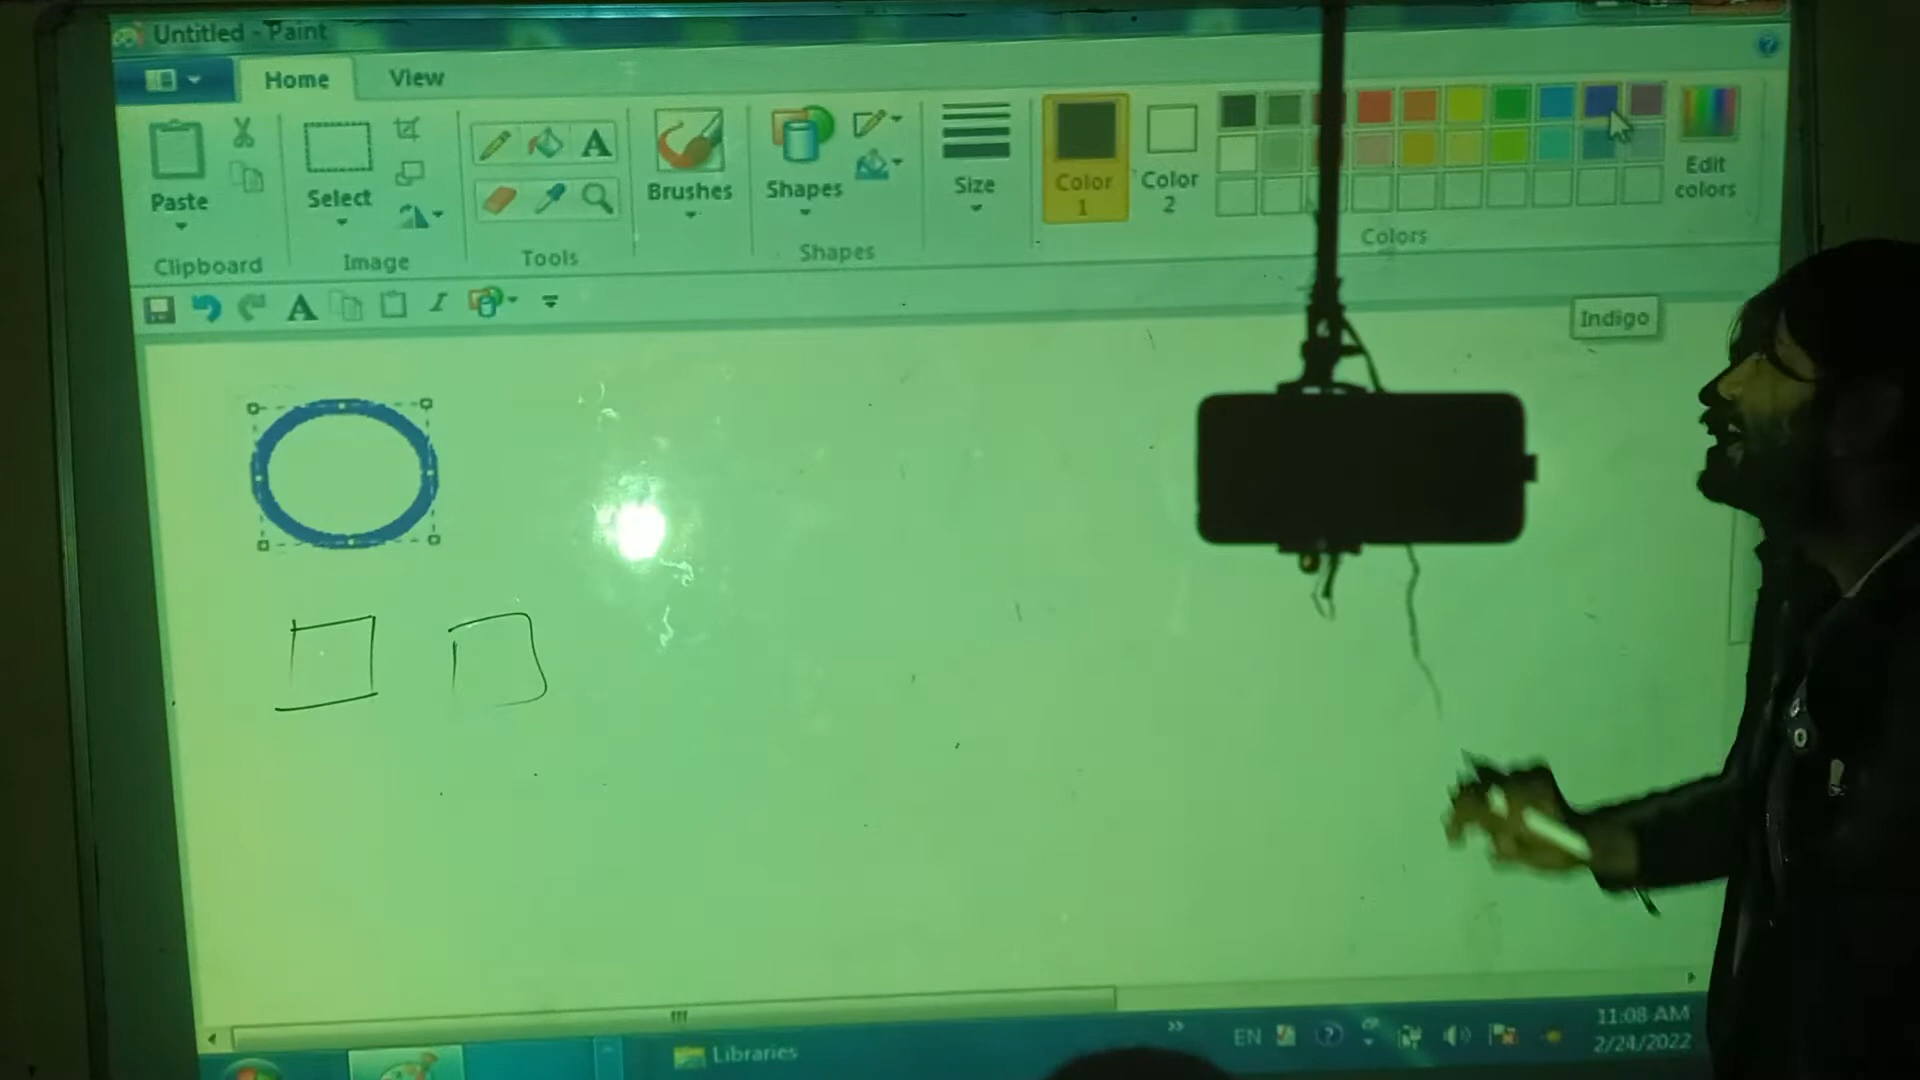 Untitled - Paint
Home View
Paste
Select
Brushes
Shapes
Size
Color 1
Color 2
Edit colors
Clipboard
Image
Tools
Shapes
Colors
Indigo
EN
11:08 AM
Libraries
2/24/2022